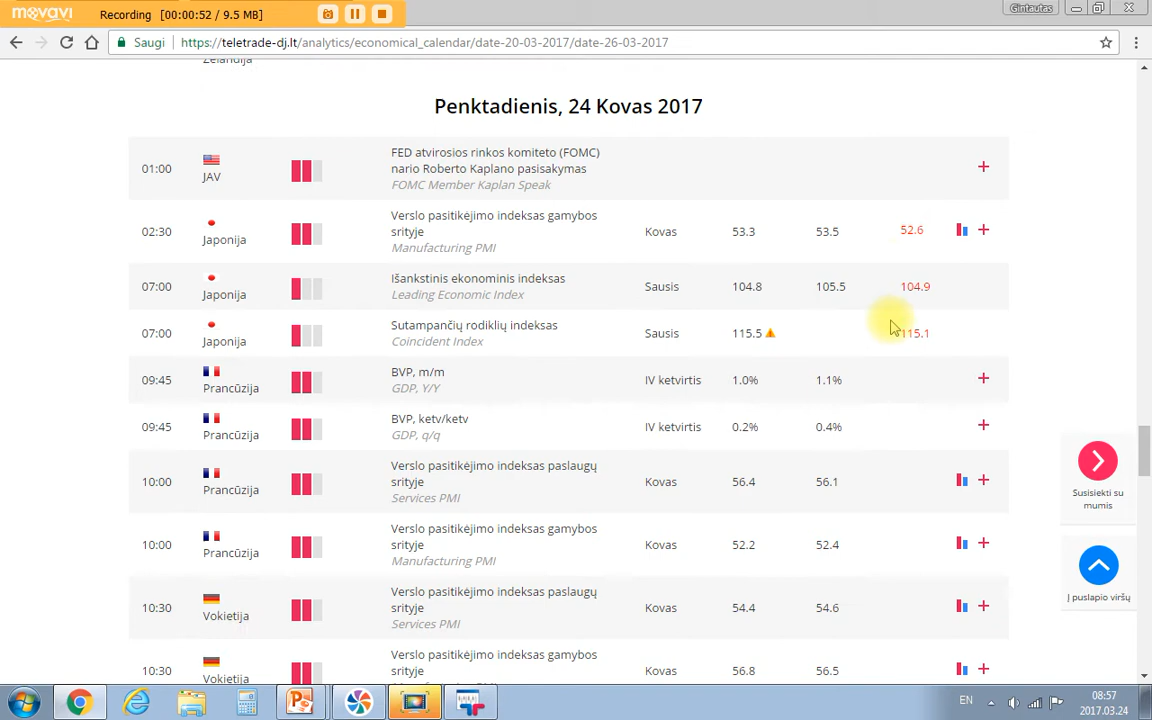 movavi Recording [00:00:52 / 9.5 MB] Gintautas
Saugi https://teletrade-dj.lt/analytics/economical_calendar/date-20-03-2017/date-26-03-2017
Zelandija
Penktadienis, 24 Kovas 2017
FED atvirosios rinkos komiteto (FOMC)
01:00 JAV nario Roberto Kaplano pasisakymas
FOMC Member Kaplan Speak
Verslo pasitikėjimo indeksas gamybos
02:30 Japonija srityje Kovas 53.3 53.5 52.6
Manufacturing PMI
07:00 Japonija Išankstinis ekonominis indeksas Sausis 104.8 105.5 104.9
Leading Economic Index
07:00 Japonija Sutampančių rodiklių indeksas Sausis 115.5 115.1
Coincident Index
09:45 Prancūzija BVP, m/m IV ketvirtis 1.0% 1.1%
GDP, Y/Y
09:45 Prancūzija BVP, ketv/ketv IV ketvirtis 0.2% 0.4%
GDP, q/q
Verslo pasitikėjimo indeksas paslaugų
10:00 Prancūzija srityje Kovas 56.4 56.1
Services PMI
Verslo pasitikėjimo indeksas gamybos
10:00 Prancūzija srityje Kovas 52.2 52.4
Manufacturing PMI
Verslo pasitikėjimo indeksas paslaugų
10:30 Vokietija srityje Kovas 54.4 54.6
Services PMI
Verslo pasitikėjimo indeksas gamybos
10:30 Vokietija srityje Kovas 56.8 56.5
Susisiekti su
mumis
Į puslapio viršų
EN 08:57
2017.03.24